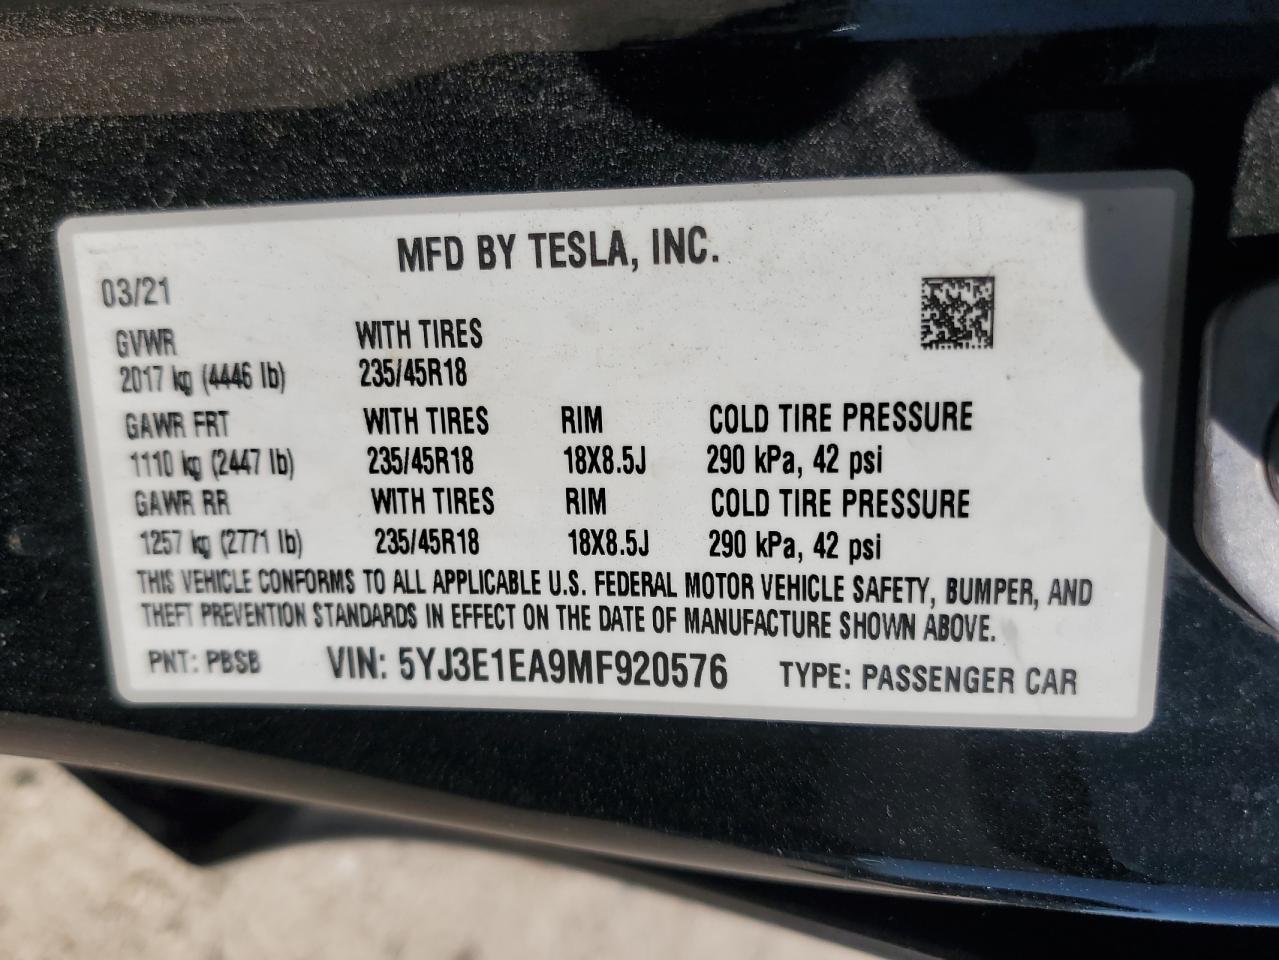 MFD BY TESLA, INC.
03/21
GVWR WITH TIRES
2017 kg (4446 lb) 235/45R18
GAWR FRT WITH TIRES RIM COLD TIRE PRESSURE
1110 kg (2447 lb) 235/45R18 18X8.5J 290 kPa, 42 psi
GAWR RR WITH TIRES RIM COLD TIRE PRESSURE
1257 kg (2771 lb) 235/45R18 18X8.5J 290 kPa, 42 psi
THIS VEHICLE CONFORMS TO ALL APPLICABLE U.S. FEDERAL MOTOR VEHICLE SAFETY, BUMPER, AND
THEFT PREVENTION STANDARDS IN EFFECT ON THE DATE OF MANUFACTURE SHOWN ABOVE.
PNT: PBSB VIN: 5YJ3E1EA9MF920576 TYPE: PASSENGER CAR